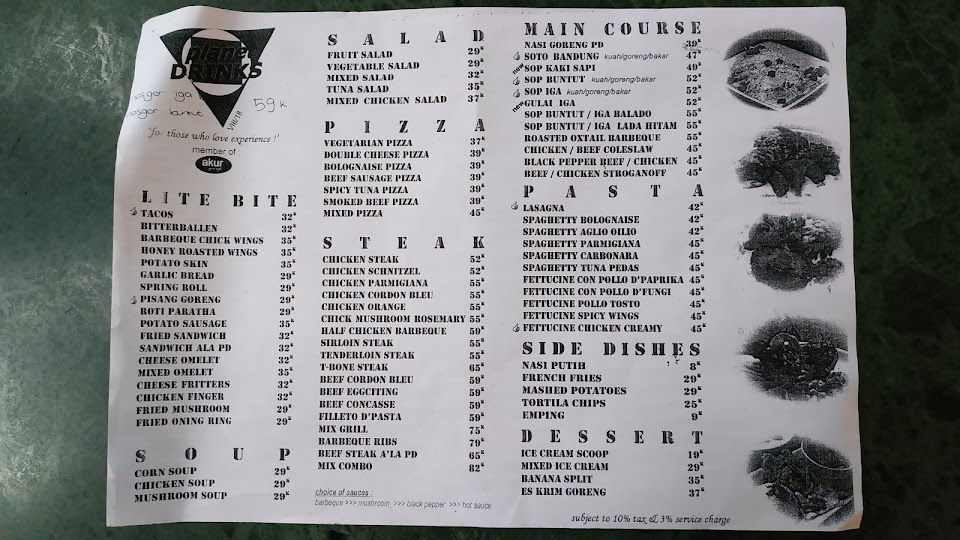 planet
DRINKS
nasgor iga
nasgor buntut
59 K
VIII/18
'for those who love experience !'
member of :
akur
LITE BITE
TACOS 32K
BITTERBALLEN 32K
BARBEQUE CHICK WINGS 35K
HONEY ROASTED WINGS 35K
POTATO SKIN 35K
GARLIC BREAD 29K
SPRING ROLL 29K
PISANG GORENG 29K
ROTI PARATHA 29K
POTATO SAUSAGE 35K
FRIED SANDWICH 32K
SANDWICH ALA PD 32K
CHEESE OMELET 32K
MIXED OMELET 35K
CHEESE FRITTERS 32K
CHICKEN FINGER 32K
FRIED MUSHROOM 29K
FRIED ONING RING 29K
SOUP
CORN SOUP 29K
CHICKEN SOUP 29K
MUSHROOM SOUP 29K
SALAD
FRUIT SALAD 29K
VEGETABLE SALAD 29K
MIXED SALAD 32K
TUNA SALAD 35K
MIXED CHICKEN SALAD 37K
PIZZA
VEGETARIAN PIZZA 37K
DOUBLE CHEESE PIZZA 39K
BOLOGNAISE PIZZA 39K
BEEF SAUSAGE PIZZA 39K
SPICY TUNA PIZZA 39K
SMOKED BEEF PIZZA 39K
MIXED PIZZA 45K
STEAK
CHICKEN STEAK 52K
CHICKEN SCHNITZEL 52K
CHICKEN PARMIGIANA 55K
CHICKEN CORDON BLEU 55K
CHICKEN ORANGE 55K
CHICK MUSHROOM ROSEMARY 55K
HALF CHICKEN BARBEQUE 59K
SIRLOIN STEAK 55K
TENDERLOIN STEAK 55K
T-BONE STEAK 65K
BEEF CORDON BLEU 59K
BEEF EGGCITING 59K
BEEF CONCASSE 59K
FILLETO D'PASTA 59K
MIX GRILL 75K
BARBEQUE RIBS 79K
BEEF STEAK A'LA PD 65K
MIX COMBO 82K
choice of sauces :
barbeque >>> mushroom >>> black pepper >>> hot sauce
MAIN COURSE
NASI GORENG PD 39K
SOTO BANDUNG kuah/goreng/bakar 47K
new SOP KAKI SAPI 49K
SOP BUNTUT kuah/goreng/bakar 52K
SOP IGA kuah/goreng/bakar 52K
new GULAI IGA 52K
SOP BUNTUT / IGA BALADO 55K
SOP BUNTUT / IGA LADA HITAM 55K
ROASTED OXTAIL BARBEQUE 55K
CHICKEN / BEEF COLESLAW 45K
BLACK PEPPER BEEF / CHICKEN 45K
BEEF / CHICKEN STROGANOFF 45K
PASTA
LASAGNA 42K
SPAGHETTY BOLOGNAISE 42K
SPAGHETTY AGLIO OILIO 42K
SPAGHETTY PARMIGIANA 45K
SPAGHETTY CARBONARA 45K
SPAGHETTY TUNA PEDAS 45K
FETTUCINE CON POLLO D'PAPRIKA 45K
FETTUCINE CON POLLO D'FUNGI 45K
FETTUCINE POLLO TOSTO 45K
FETTUCINE SPICY WINGS 45K
FETTUCINE CHICKEN CREAMY 45K
SIDE DISHES
NASI PUTIH 8K
FRENCH FRIES 29K
MASHED POTATOES 29K
TORTILA CHIPS 25K
EMPING 9K
DESSERT
ICE CREAM SCOOP 19K
MIXED ICE CREAM 29K
BANANA SPLIT 35K
ES KRIM GORENG 37K
subject to 10% tax & 3% service charge